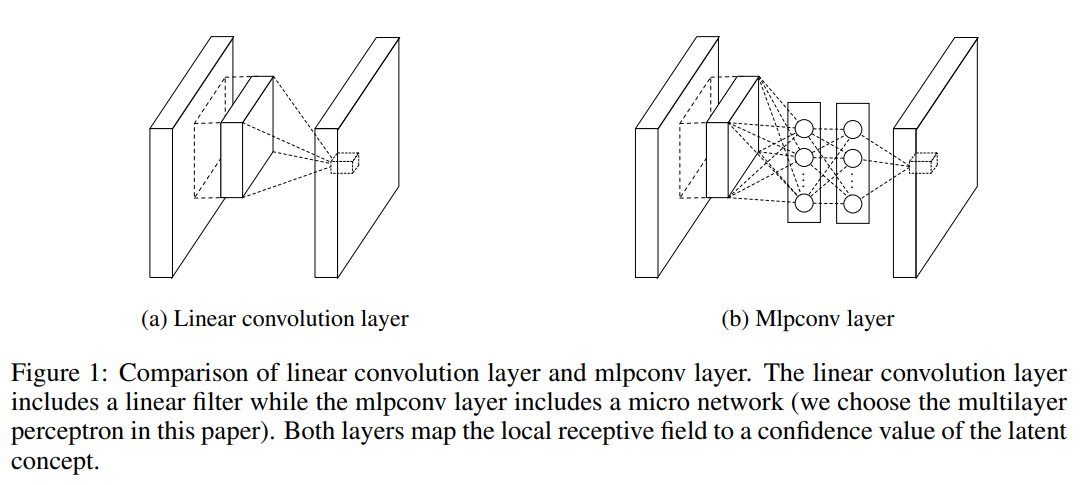 (a) Linear convolution layer
(b) Mlpconv layer
Figure 1: Comparison of linear convolution layer and mlpconv layer. The linear convolution layer
includes a linear filter while the mlpconv layer includes a micro network (we choose the multilayer
perceptron in this paper). Both layers map the local receptive field to a confidence value of the latent
concept.